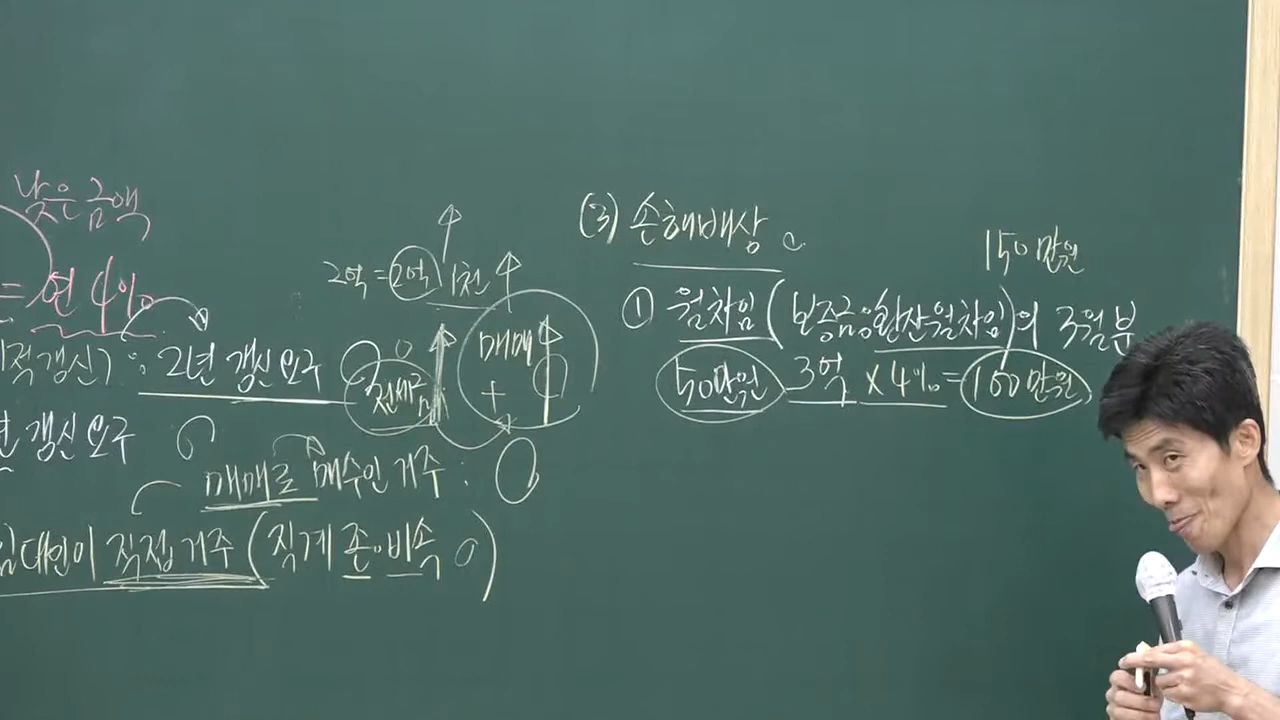 낮은 금액
= 연 4%
적갱신? : 2년 갱신요구
년 갱신요구
2억 = 2억 1천
전세금
매매
+
매매로 매수인 거주 :
임대인이 직접거주 (직계존·비속 O)
(3) 손해배상
150만원
① 월차임 (보증금 환산월차임)의 3월분
50만원 3억 × 4% = 100만원